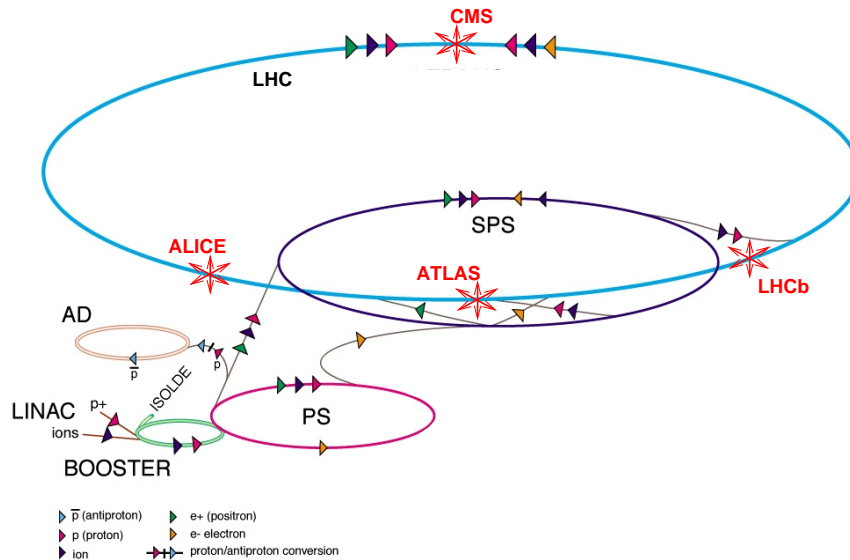 CMS
LHC
SPS
ALICE
ATLAS
LHCb
AD
p̅
p
ISOLDE
LINAC
p+
ions
PS
BOOSTER
p̅ (antiproton)
p (proton)
ion
e+ (positron)
e- electron
proton/antiproton conversion